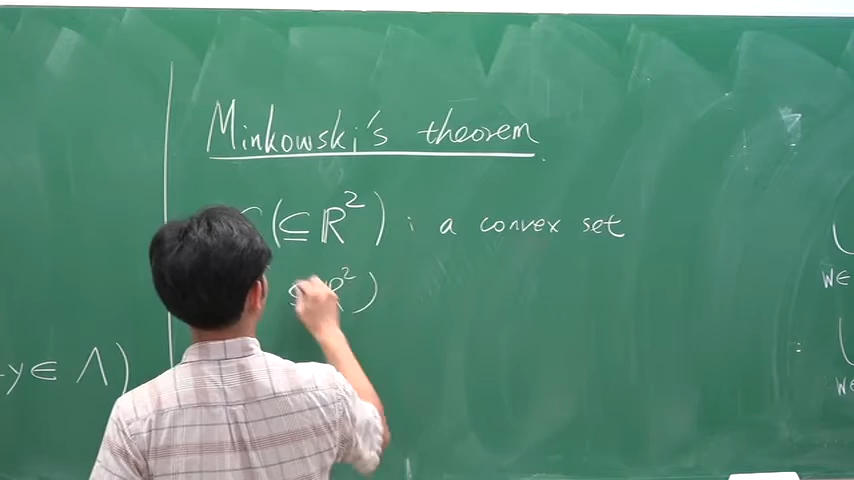 Minkowski's theorem
C (⊆ ℝ²) : a convex set
ℝ² )
y ∈ Λ )